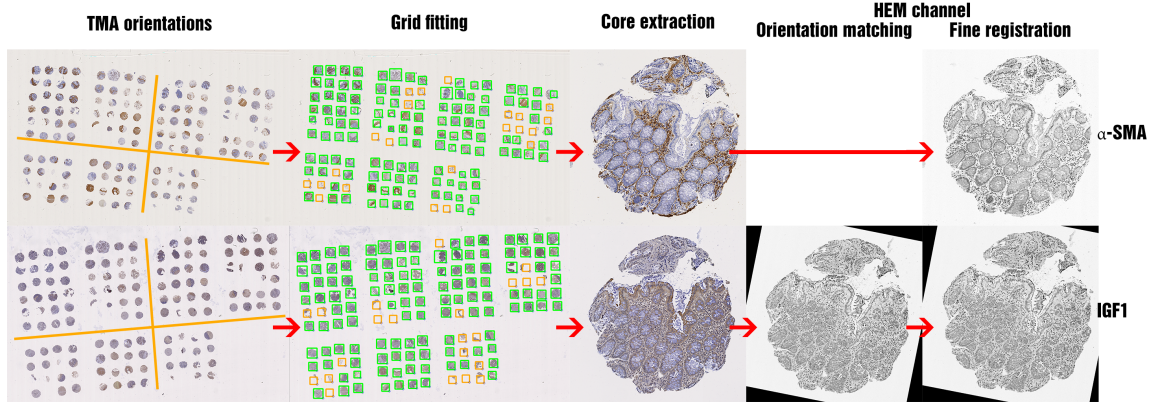 TMA orientations
Grid fitting
Core extraction
HEM channel
Orientation matching
Fine registration
α-SMA
IGF1